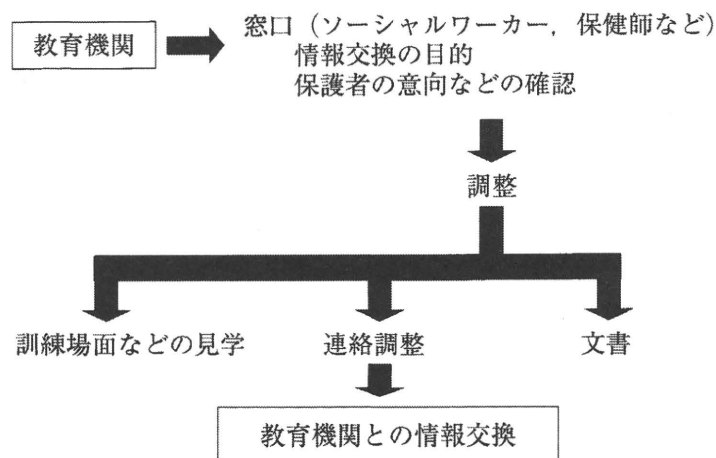 教育機関
窓口（ソーシャルワーカー，保健師など）
情報交換の目的
保護者の意向などの確認
調整
訓練場面などの見学
連絡調整
文書
教育機関との情報交換